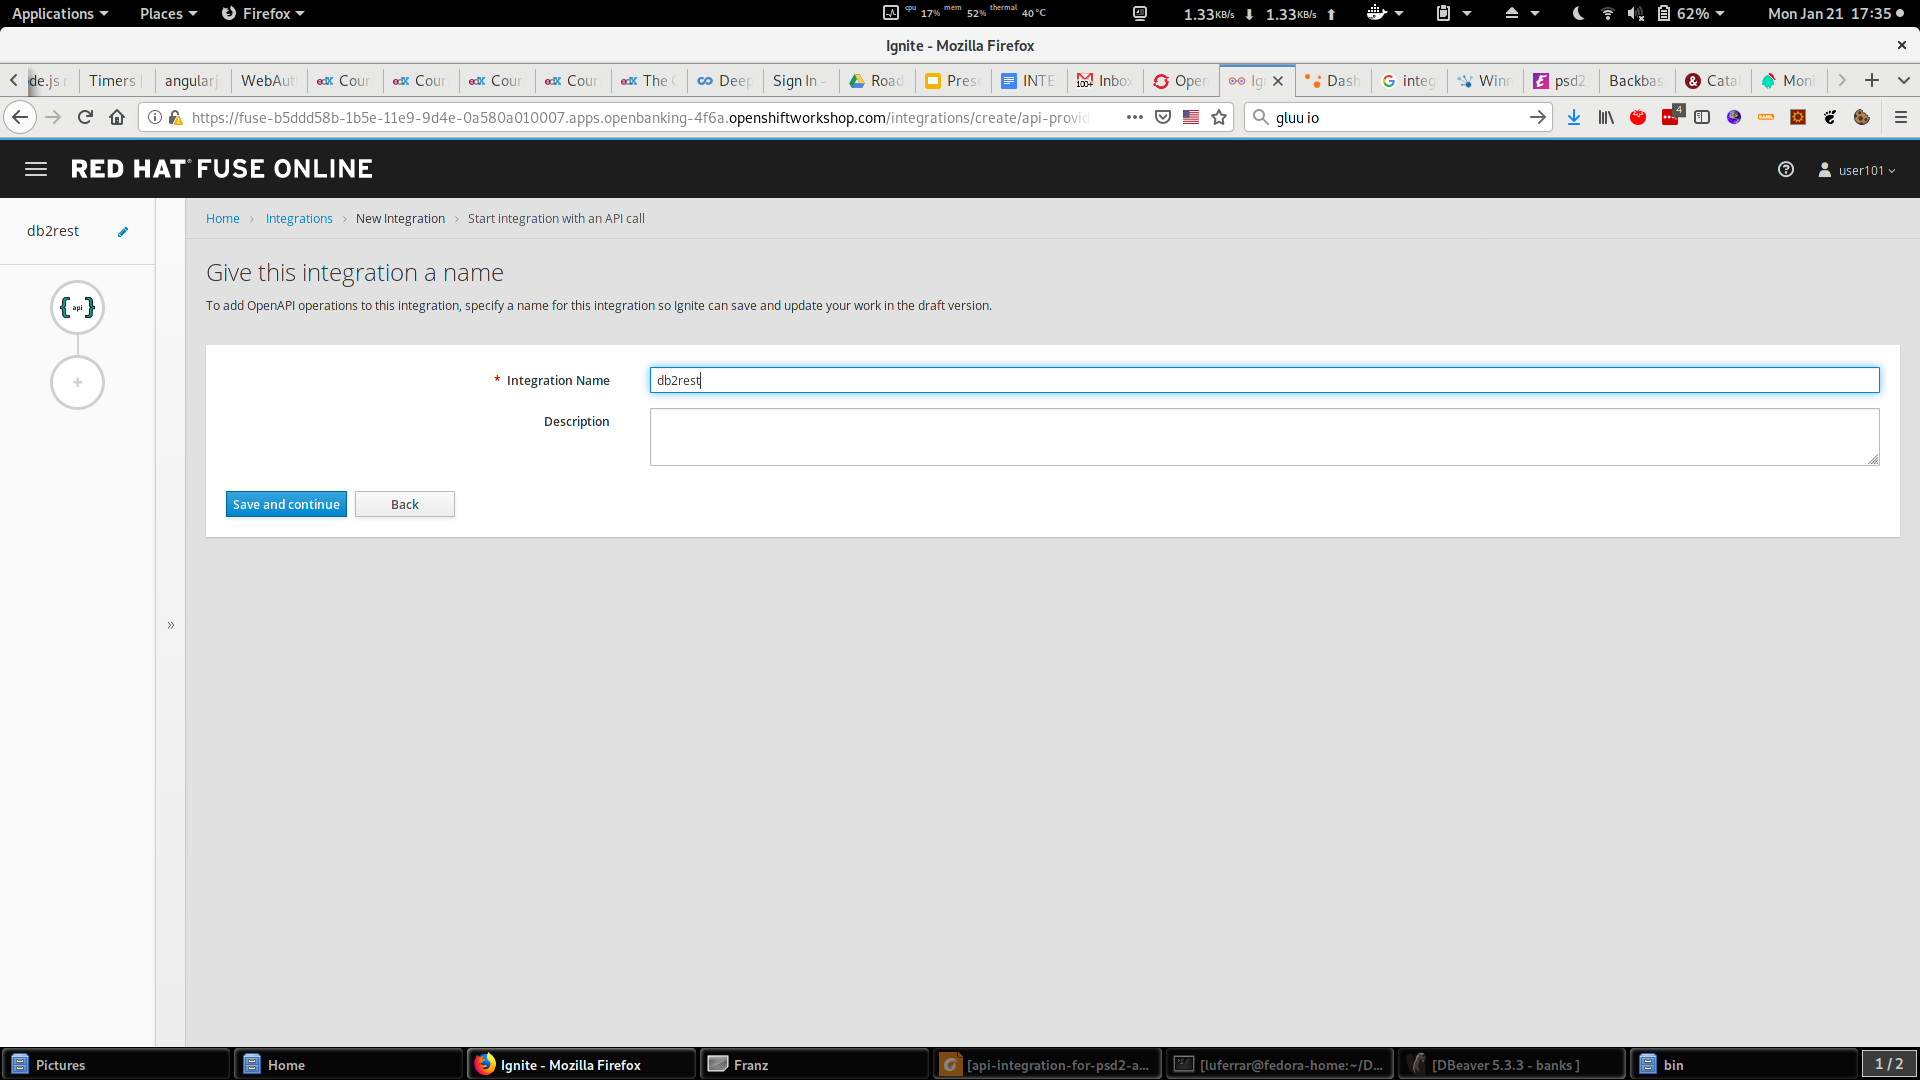 Applications Places Firefox cpu 17% mem 52% thermal 40°C 1.33KB/s 1.33KB/s 62% Mon Jan 21 17:35
Ignite - Mozilla Firefox
Timers angularj WebAut Cour Cour Cour Cour The Deep Sign In - Road Pres INTE Inbox Open Ig Dash integ Winn psd2 Backbas Cata Moni
https://fuse-b5ddd58b-1b5e-11e9-9d4e-0a580a010007.apps.openbanking-4f6a.openshiftworkshop.com/integrations/create/api-provid gluu io 4
RED HAT FUSE ONLINE user101
db2rest
Home Integrations New Integration Start integration with an API call
Give this integration a name
To add OpenAPI operations to this integration, specify a name for this integration so Ignite can save and update your work in the draft version.
{ api }
* Integration Name db2rest
Description
Save and continue Back
»
Pictures Home Ignite - Mozilla Firefox Franz [api-integration-for-psd2-a... [luferrar@fedora-home:~/D... [DBeaver 5.3.3 - banks ] bin 1 / 2